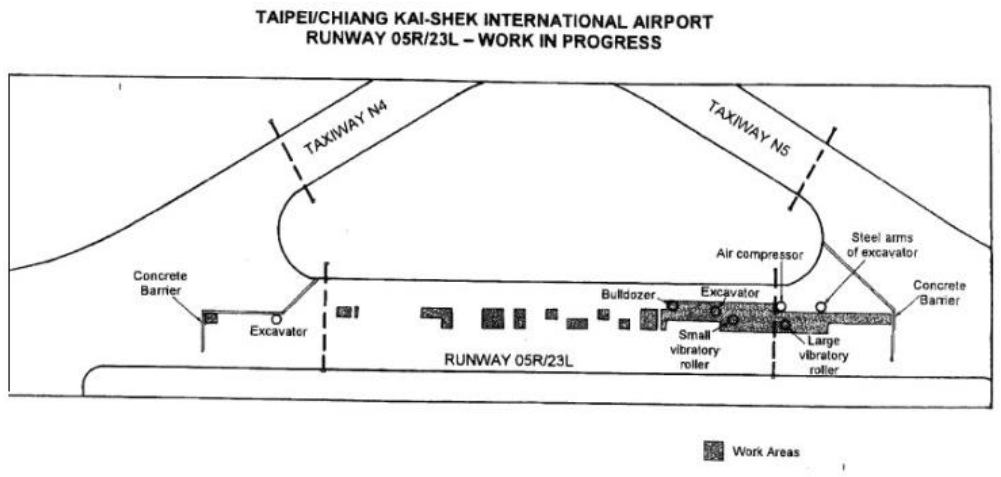 TAIPEI/CHIANG KAI-SHEK INTERNATIONAL AIRPORT
RUNWAY 05R/23L – WORK IN PROGRESS
TAXIWAY N4
TAXIWAY N5
Steel arms
of excavator
Air compressor
Concrete
Barrier
Concrete
Barrier
Bulldozer
Excavator
Excavator
Small
vibratory
roller
Large
vibratory
roller
RUNWAY 05R/23L
Work Areas